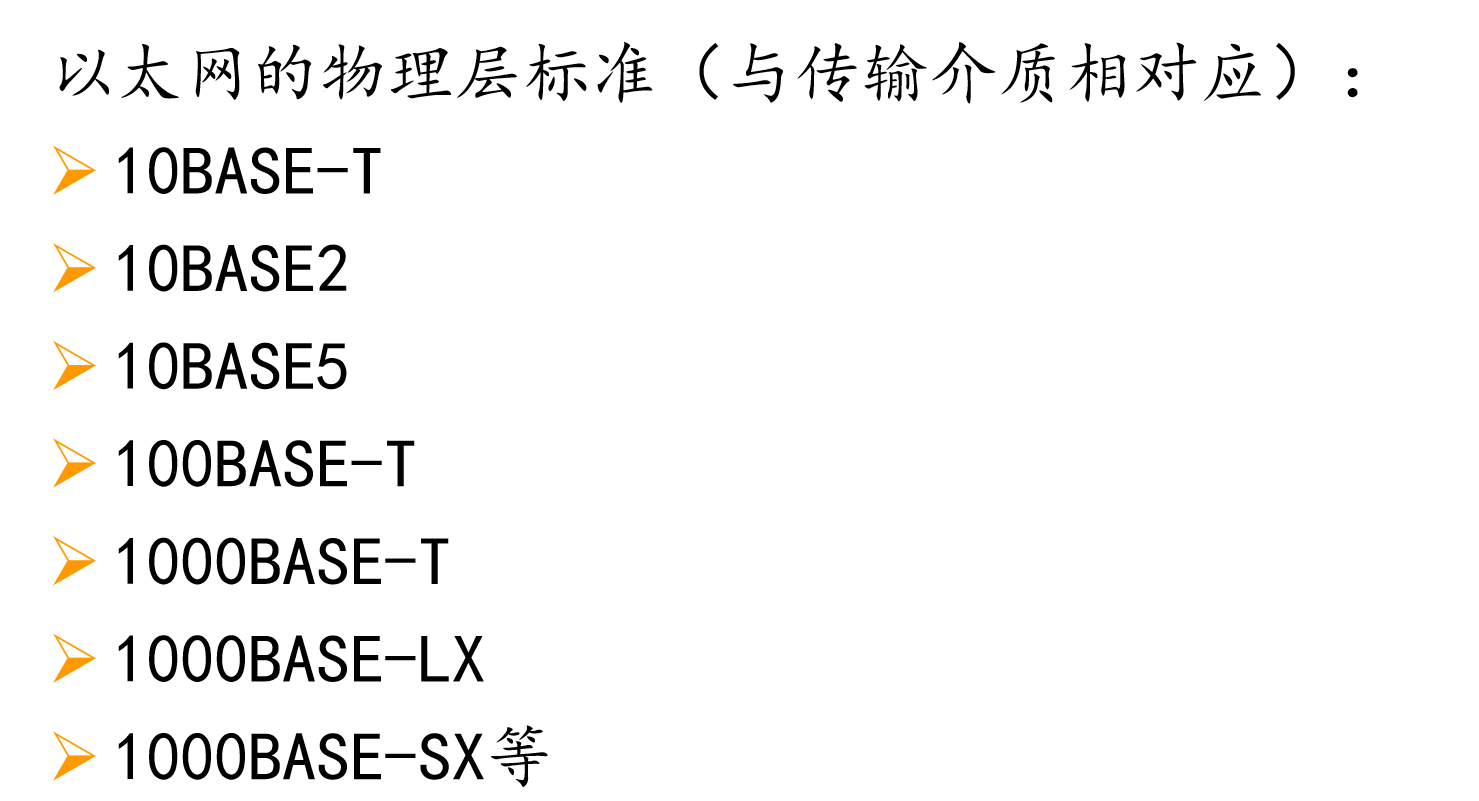 以太网的物理层标准（与传输介质相对应）：
➢ 10BASE-T
➢ 10BASE2
➢ 10BASE5
➢ 100BASE-T
➢ 1000BASE-T
➢ 1000BASE-LX
➢ 1000BASE-SX等